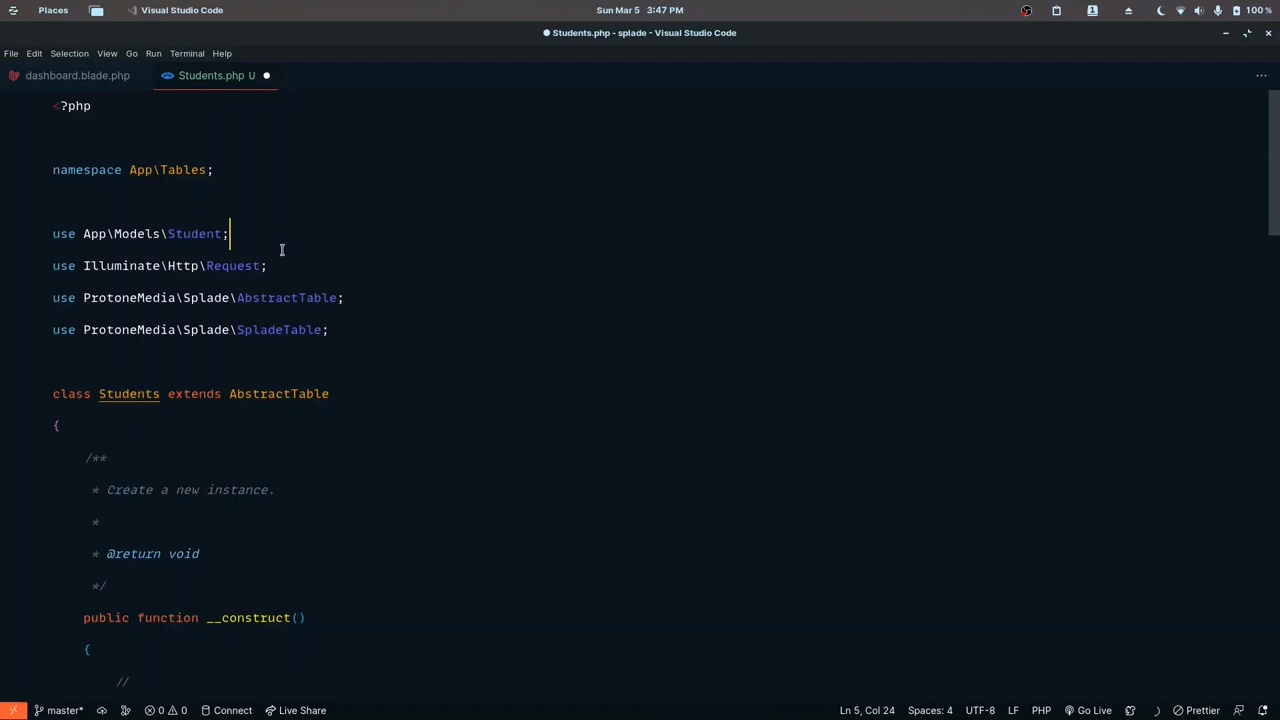 Places
Visual Studio Code
Sun Mar 5 3:47 PM
100 %
Students.php - splade - Visual Studio Code
File Edit Selection View Go Run Terminal Help
dashboard.blade.php
Students.php U
<?php
namespace App\Tables;
use App\Models\Student;
use Illuminate\Http\Request;
use ProtoneMedia\Splade\AbstractTable;
use ProtoneMedia\Splade\SpladeTable;
class Students extends AbstractTable
{
/**
* Create a new instance.
*
* @return void
*/
public function __construct()
{
//
master* 0 0 Connect Live Share Ln 5, Col 24 Spaces: 4 UTF-8 LF PHP Go Live Prettier